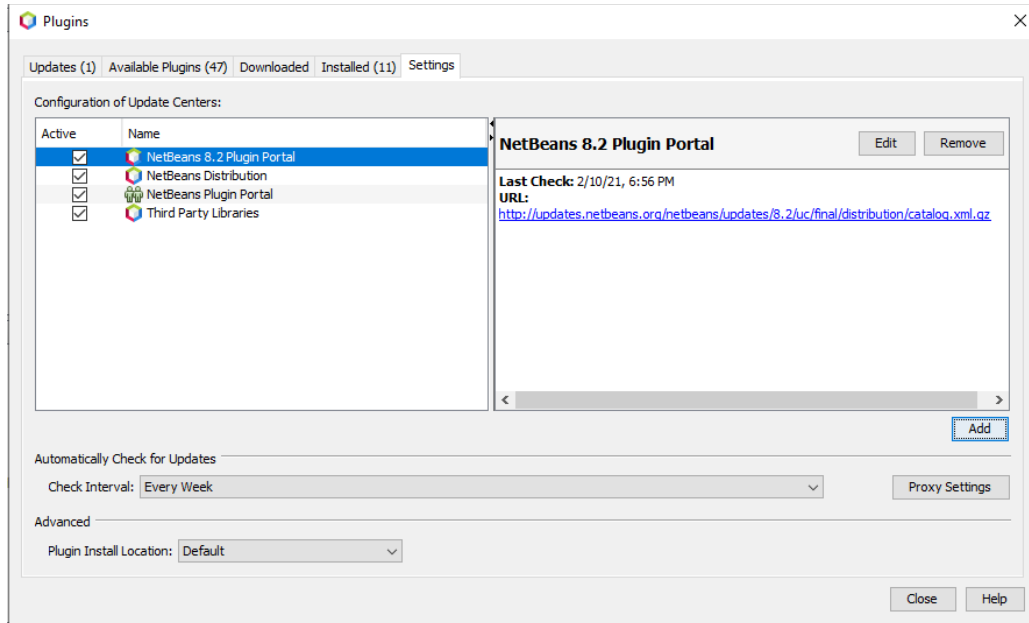 Plugins
Updates (1) Available Plugins (47) Downloaded Installed (11) Settings
Configuration of Update Centers:
Active Name
NetBeans 8.2 Plugin Portal
NetBeans Distribution
NetBeans Plugin Portal
Third Party Libraries
NetBeans 8.2 Plugin Portal Edit Remove
Last Check: 2/10/21, 6:56 PM
URL:
http://updates.netbeans.org/netbeans/updates/8.2/uc/final/distribution/catalog.xml.gz
Add
Automatically Check for Updates
Check Interval: Every Week Proxy Settings
Advanced
Plugin Install Location: Default
Close Help